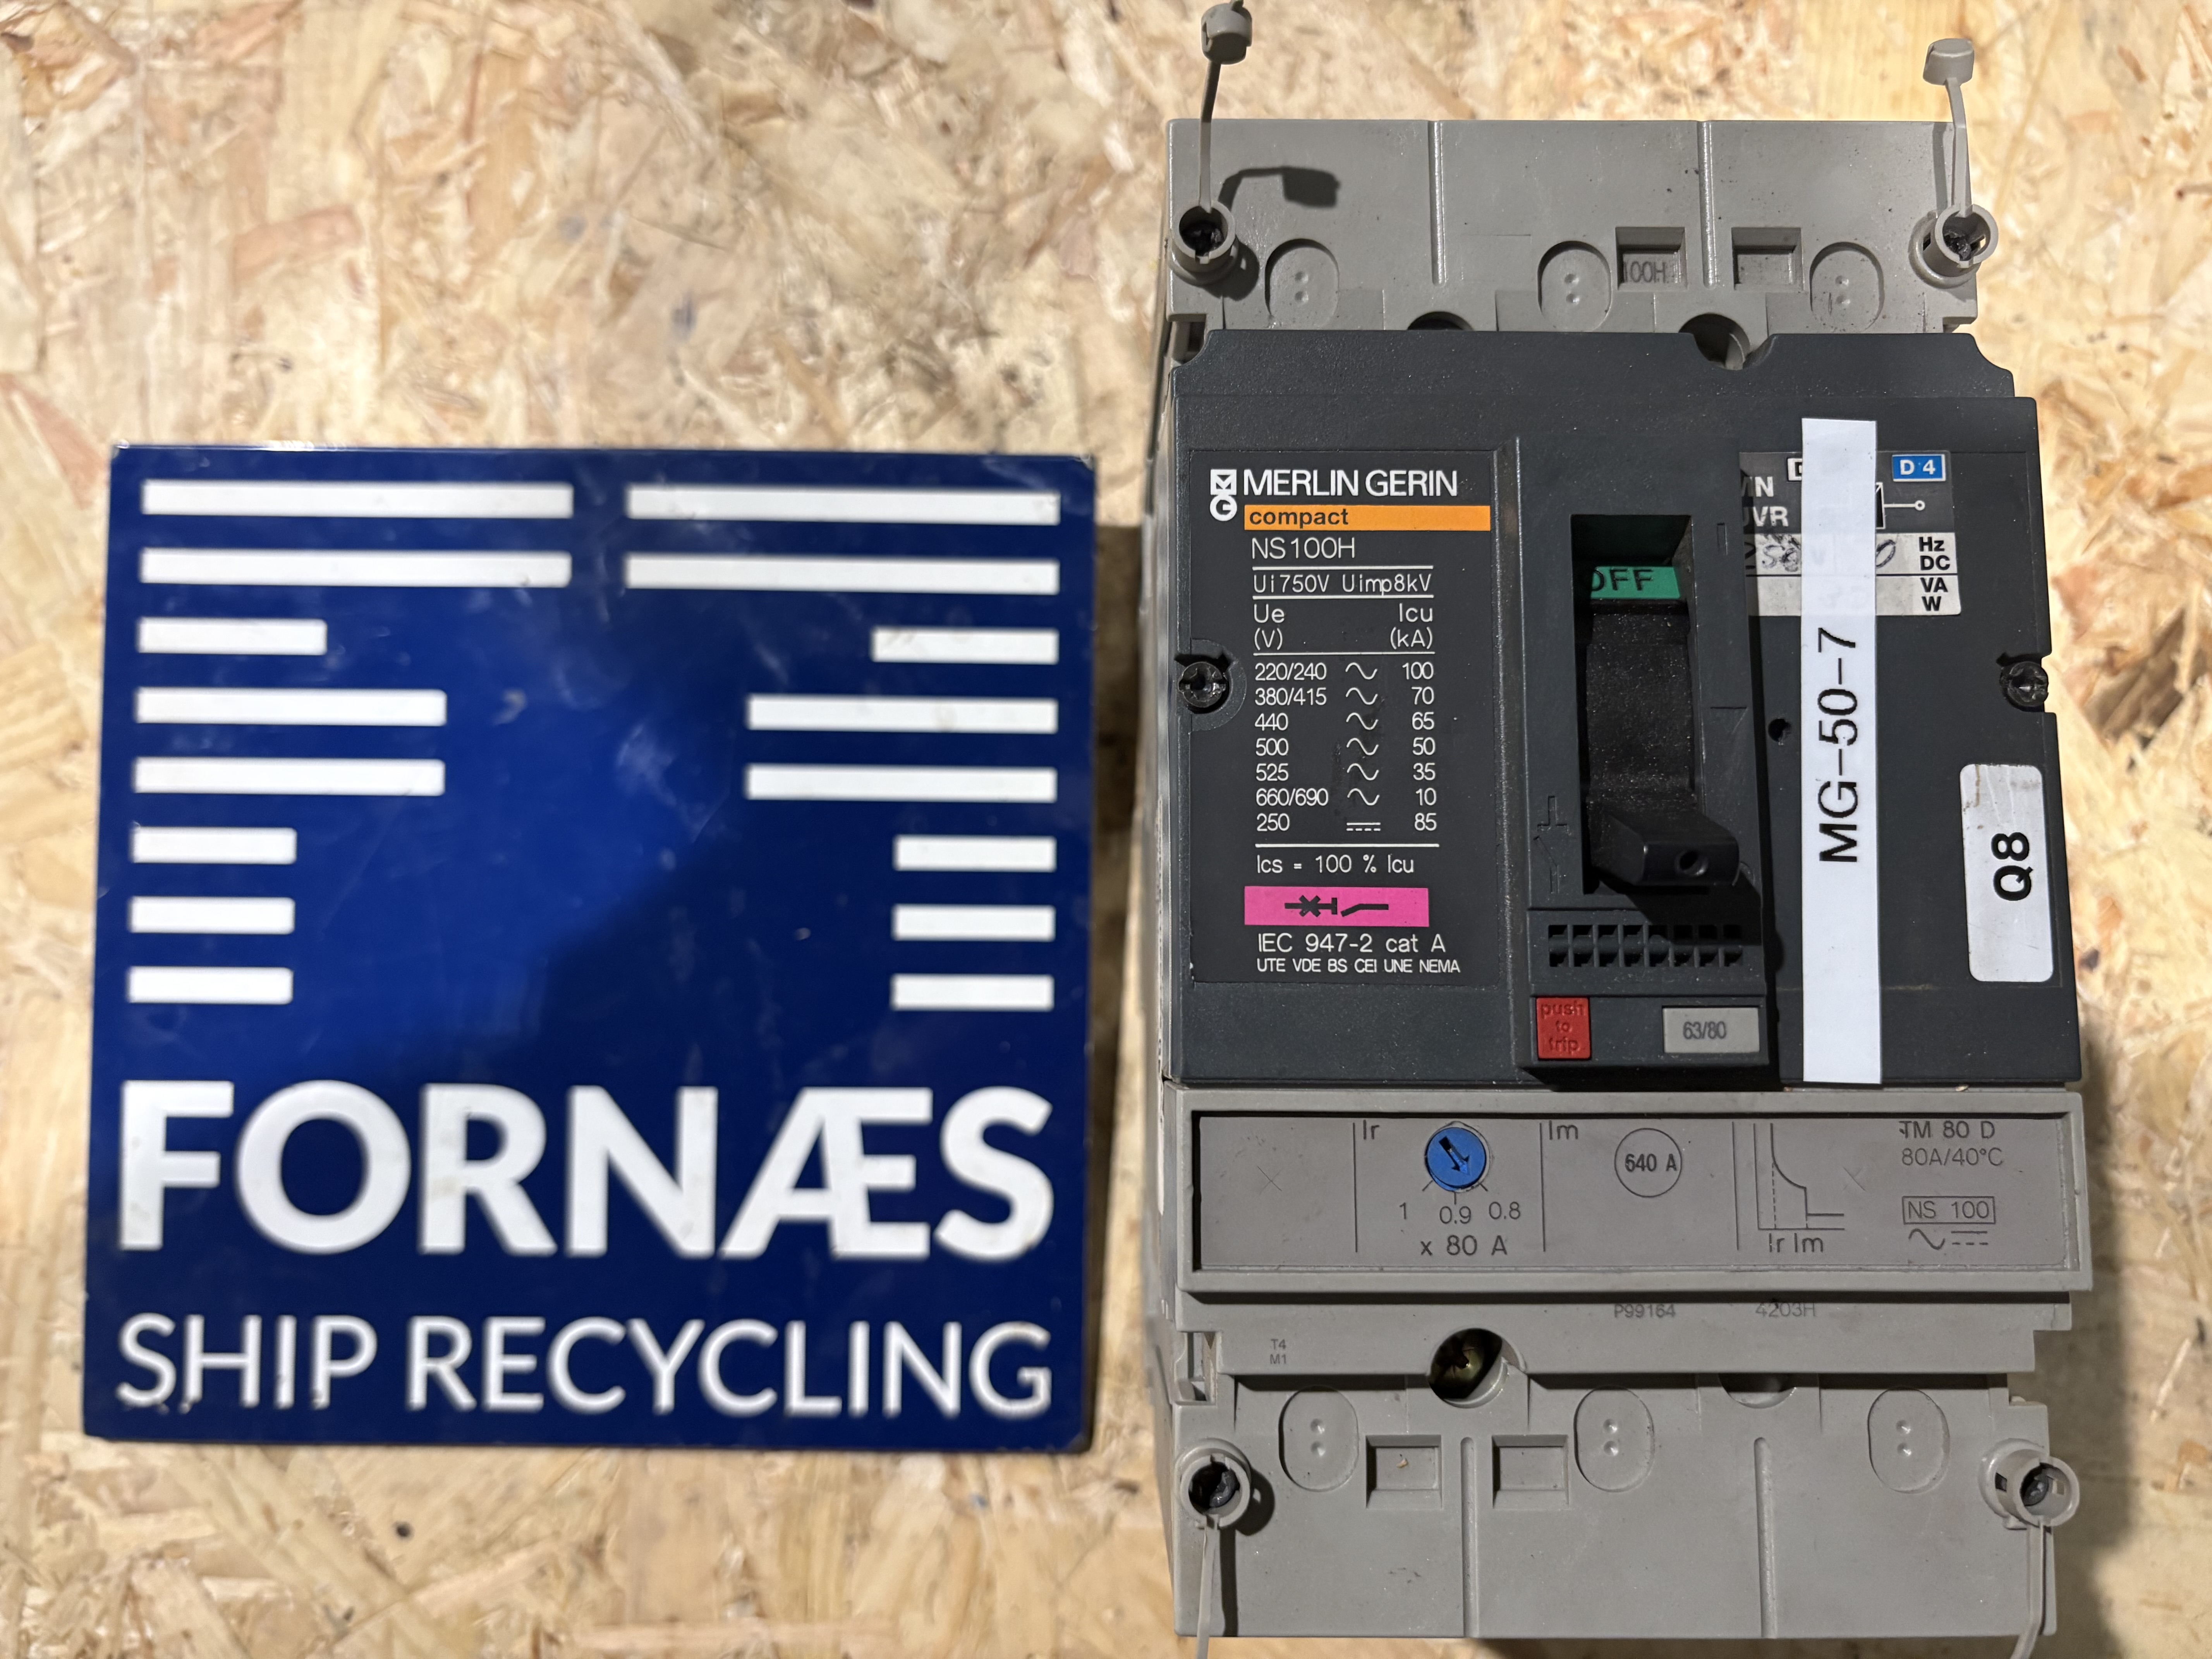 FORNÆS
SHIP RECYCLING
100H
MERLIN GERIN
compact
NS100H
Ui750V Uimp8kV
Ue Icu
(V) (kA)
220/240 100
380/415 70
440 65
500 50
525 35
660/690 10
250 85
Ics = 100 % Icu
IEC 947-2 cat A
UTE VDE BS CEI UNE NEMA
OFF
push
to
trip
63/80
D4
Hz
DC
VA
W
MG-50-7
Q8
Ir
1 0.9 0.8
x 80 A
Im
640 A
Ir Im
TM 80 D
80A/40°C
NS 100
P99164 4203H
T4
M1